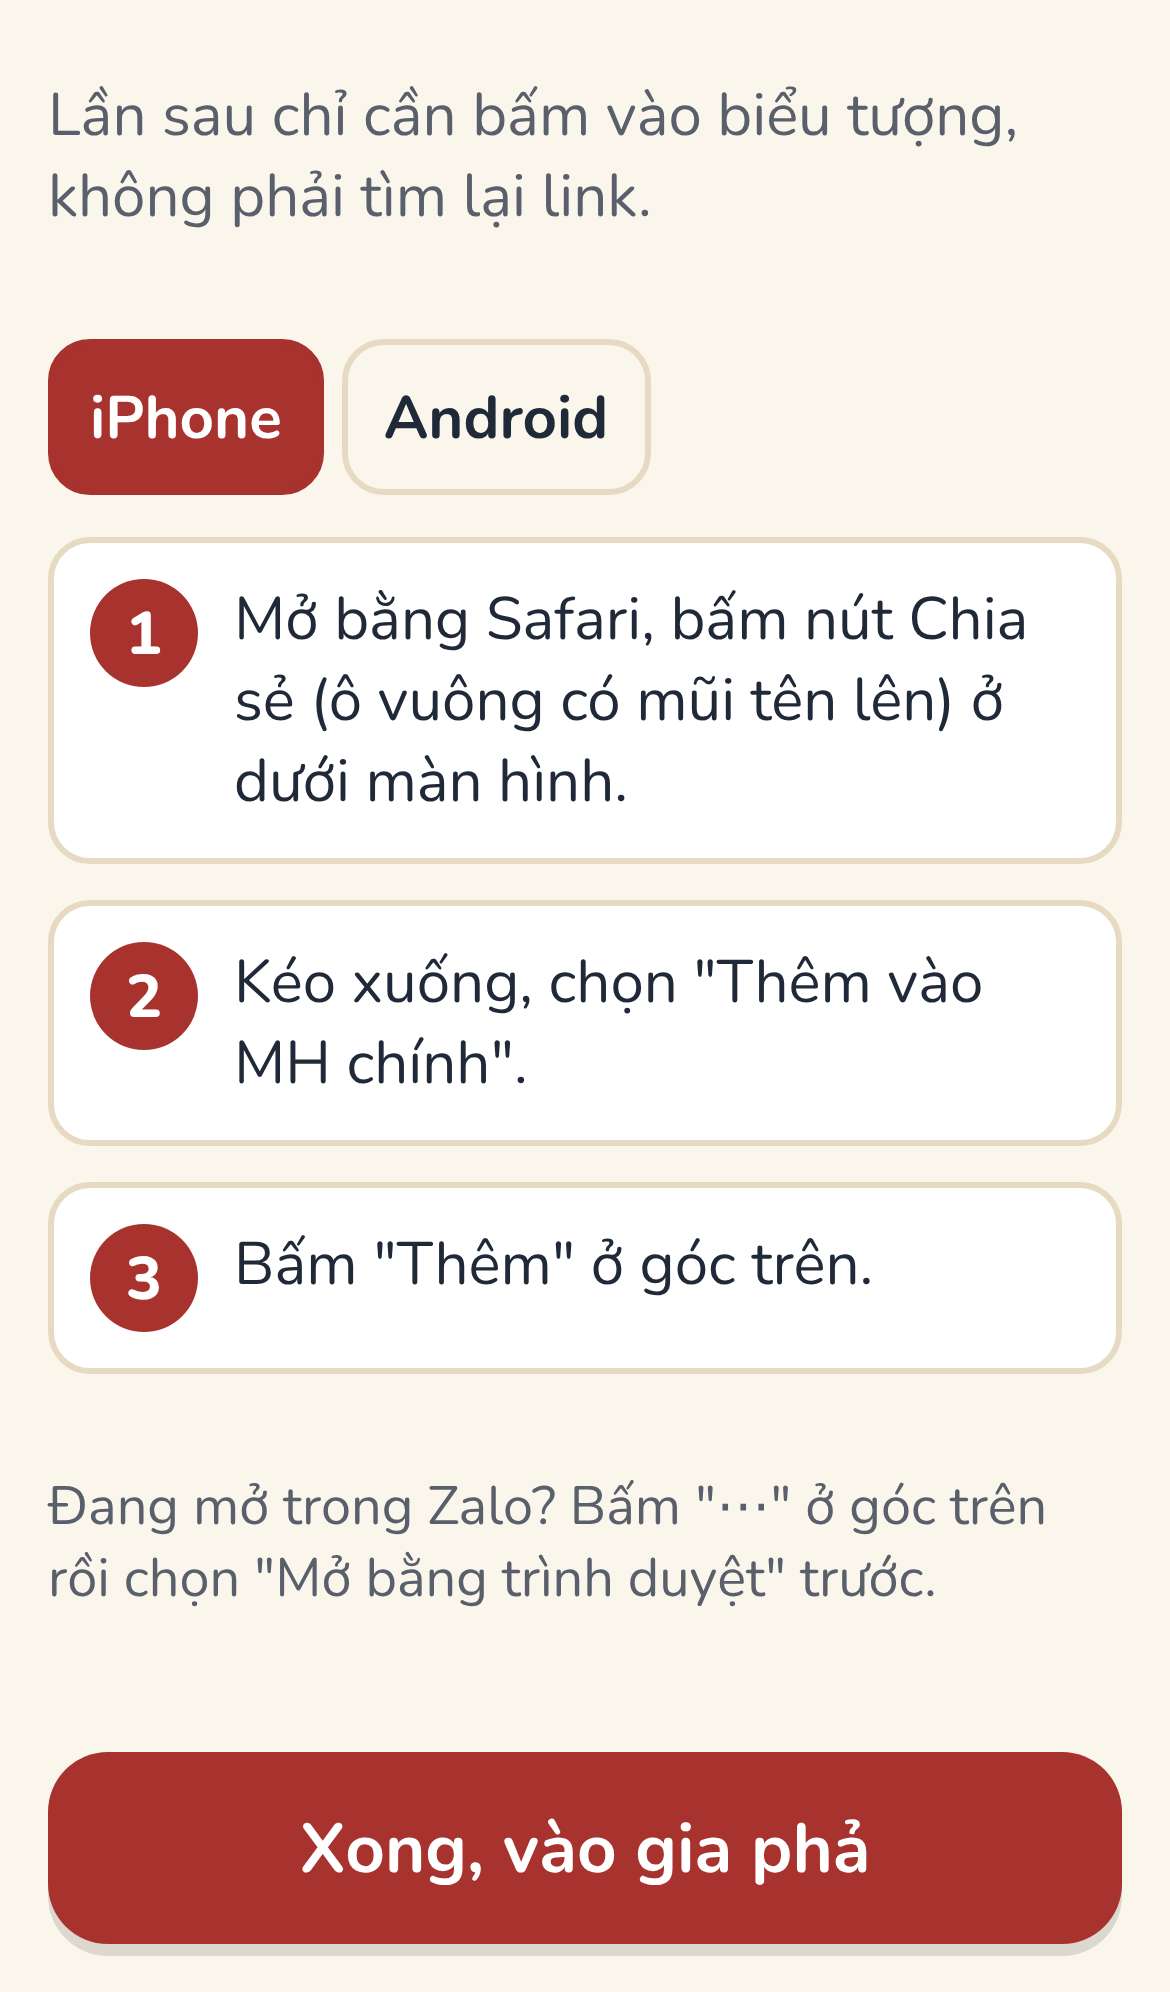 Lần sau chỉ cần bấm vào biểu tượng,
không phải tìm lại link.
iPhone
Android
1
Mở bằng Safari, bấm nút Chia
sẻ (ô vuông có mũi tên lên) ở
dưới màn hình.
2
Kéo xuống, chọn "Thêm vào
MH chính".
3
Bấm "Thêm" ở góc trên.
Đang mở trong Zalo? Bấm "⋯" ở góc trên
rồi chọn "Mở bằng trình duyệt" trước.
Xong, vào gia phả